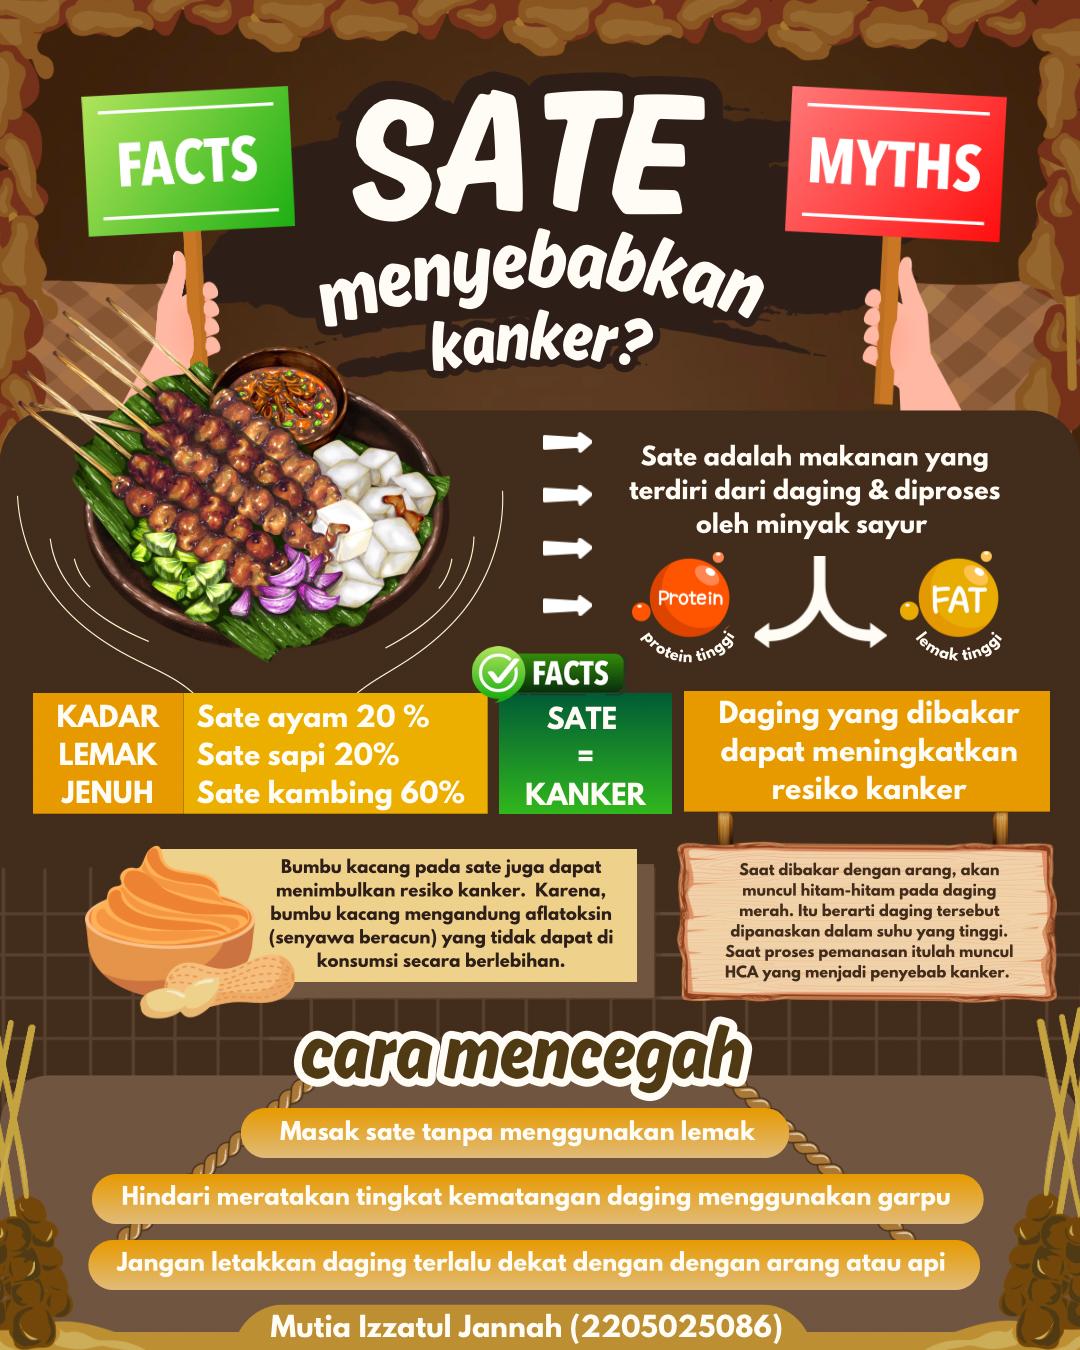 FACTS
SATE
menyebabkan
kanker?
MYTHS
Sate adalah makanan yang
terdiri dari daging & diproses
oleh minyak sayur
Protein
protein tinggi
FAT
lemak tinggi
FACTS
KADAR
LEMAK
JENUH
Sate ayam 20 %
Sate sapi 20%
Sate kambing 60%
SATE
=
KANKER
Daging yang dibakar
dapat meningkatkan
resiko kanker
Bumbu kacang pada sate juga dapat
menimbulkan resiko kanker. Karena,
bumbu kacang mengandung aflatoksin
(senyawa beracun) yang tidak dapat di
konsumsi secara berlebihan.
Saat dibakar dengan arang, akan
muncul hitam-hitam pada daging
merah. Itu berarti daging tersebut
dipanaskan dalam suhu yang tinggi.
Saat proses pemanasan itulah muncul
HCA yang menjadi penyebab kanker.
cara mencegah
Masak sate tanpa menggunakan lemak
Hindari meratakan tingkat kematangan daging menggunakan garpu
Jangan letakkan daging terlalu dekat dengan dengan arang atau api
Mutia Izzatul Jannah (2205025086)